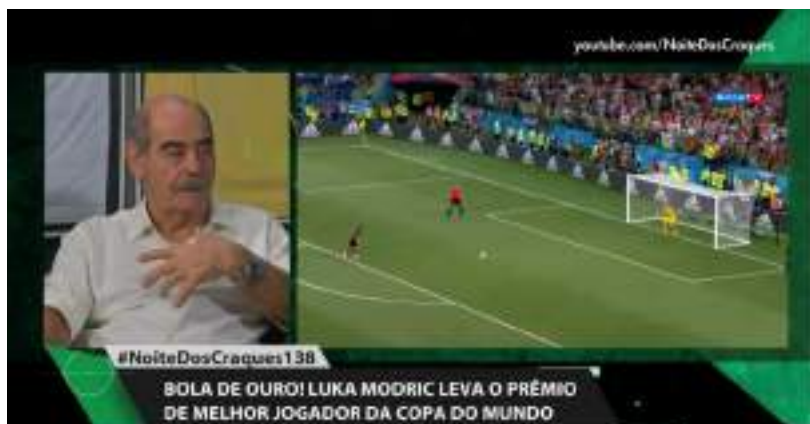 youtube.com/NoiteDosCraques
#NoiteDosCraques138
BOLA DE OURO! LUKA MODRIC LEVA O PRÊMIO
DE MELHOR JOGADOR DA COPA DO MUNDO